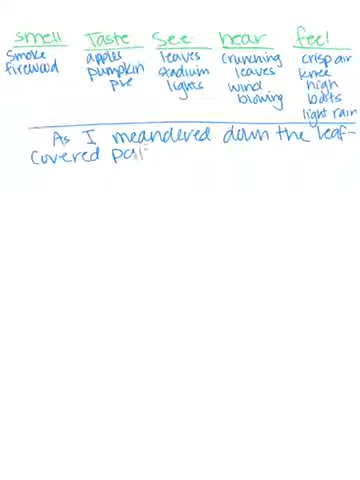 smell Taste See hear feel
smoke apples leaves crunching crisp air
firewood pumpkin stadium leaves knee
pie lights wind high
blowing boots
light rain
As I meandered down the leaf-
covered pat